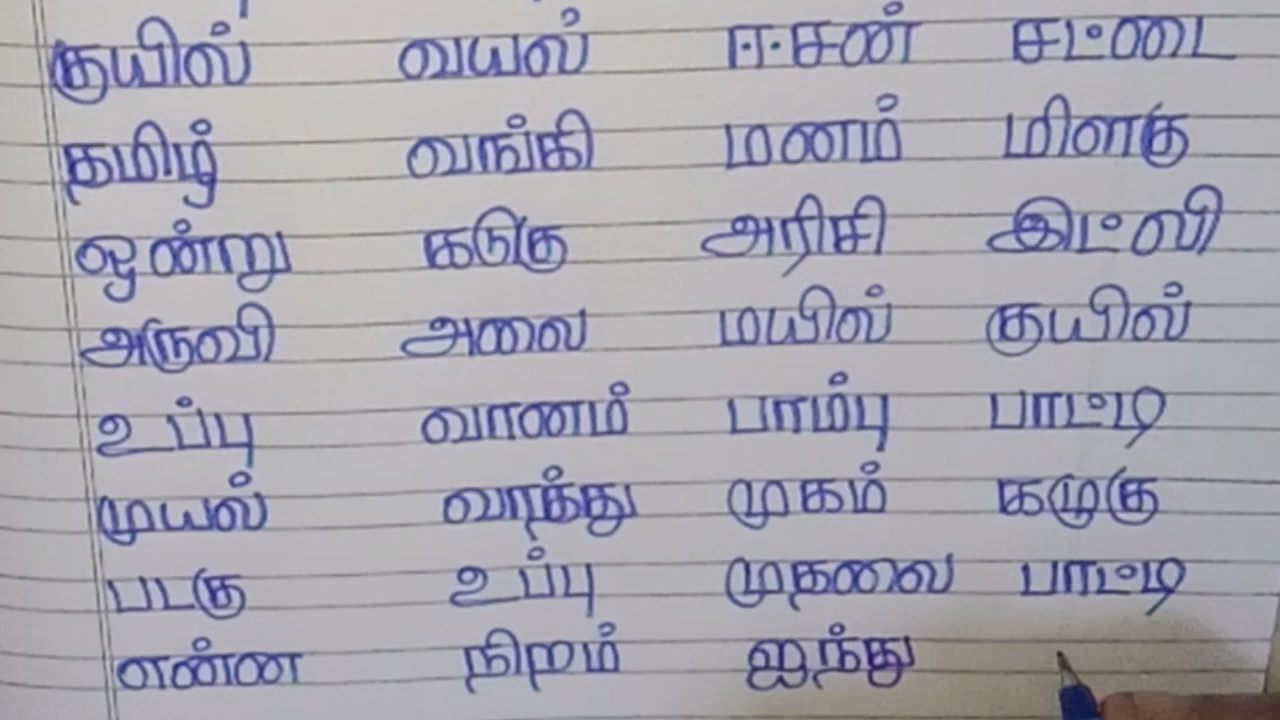 குயில் வயல் ஈசன் சட்டை
தமிழ் வங்கி மணம் மிளகு
ஒன்று கடுகு அரிசி இட்லி
அருவி அலை மயில் குயில்
உப்பு வானம் பாம்பு பாட்டி
முயல் வாத்து முகம் கழுகு
படகு உப்பு முதலை பாட்டி
என்ன நிறம் ஐந்து